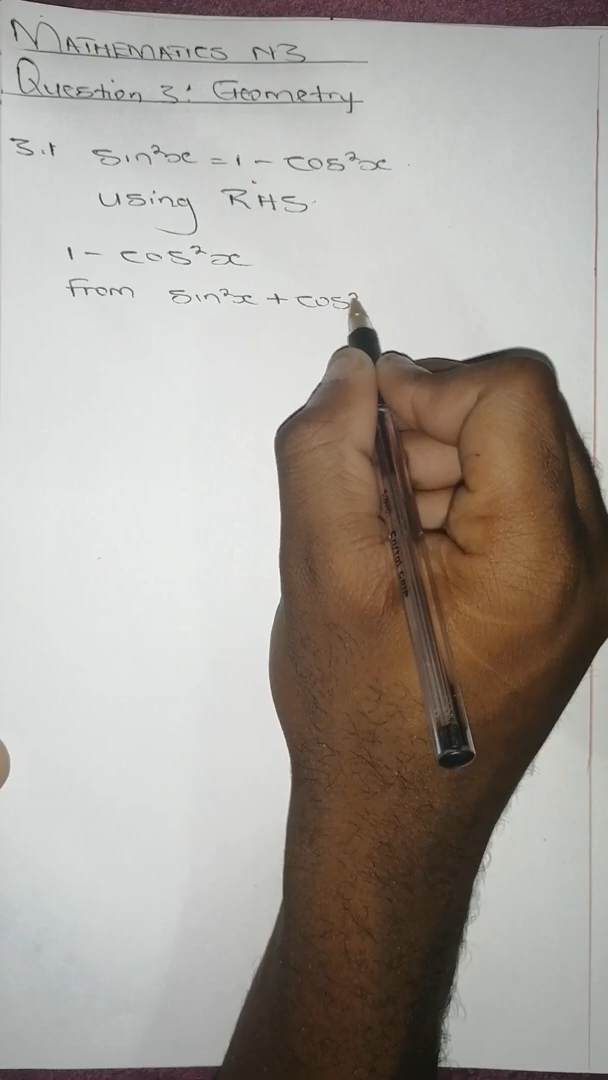 MATHEMATICS N3
Question 3: Geometry
3.1 sin²x = 1 - cos²x
using RHS
1 - cos²x
from sin²x + cos²